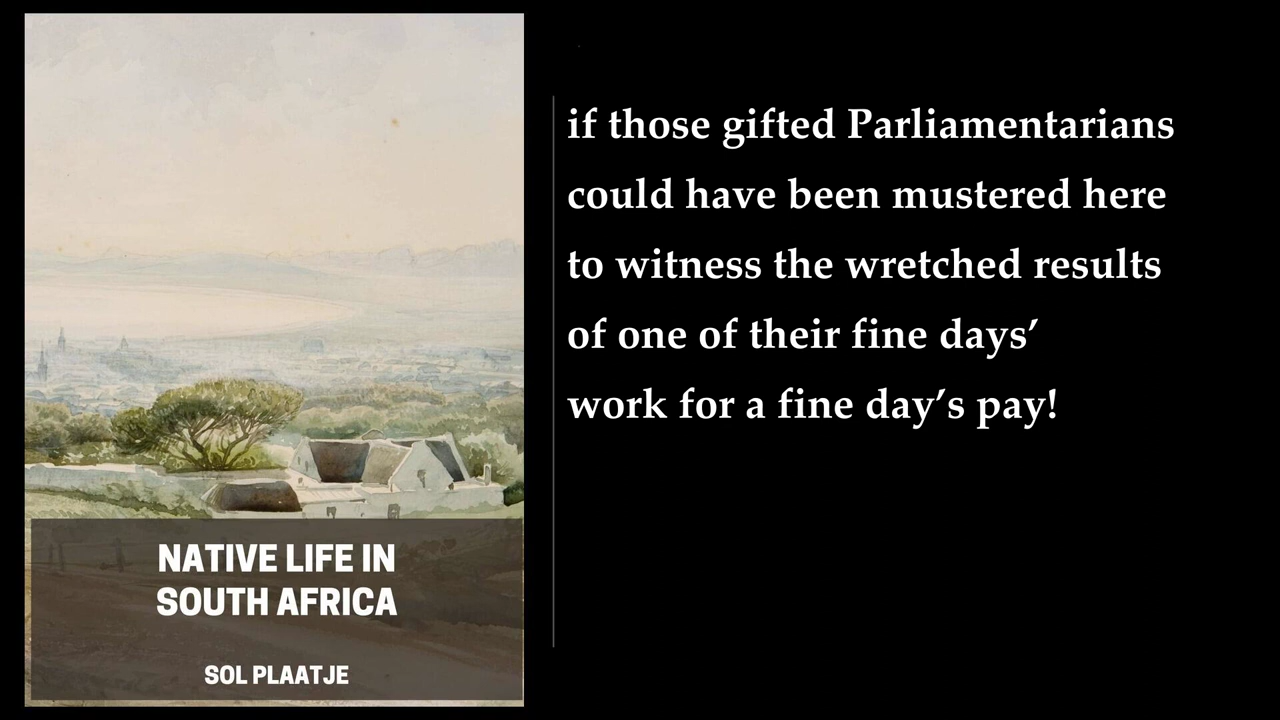 NATIVE LIFE IN
SOUTH AFRICA
SOL PLAATJE
if those gifted Parliamentarians
could have been mustered here
to witness the wretched results
of one of their fine days’
work for a fine day’s pay!